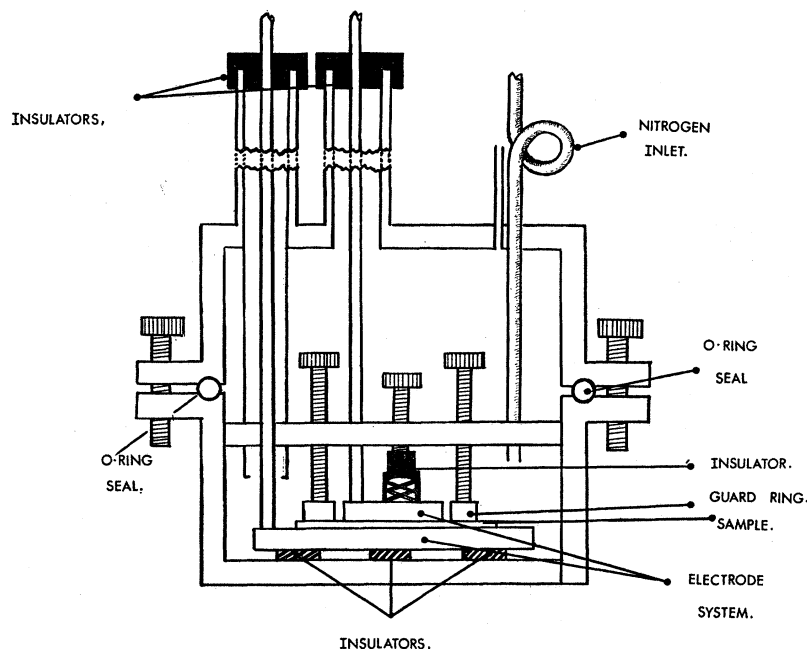 INSULATORS,
NITROGEN
INLET.
O-RING
SEAL
O-RING
SEAL.
INSULATOR.
GUARD RING.
SAMPLE.
ELECTRODE
SYSTEM.
INSULATORS.